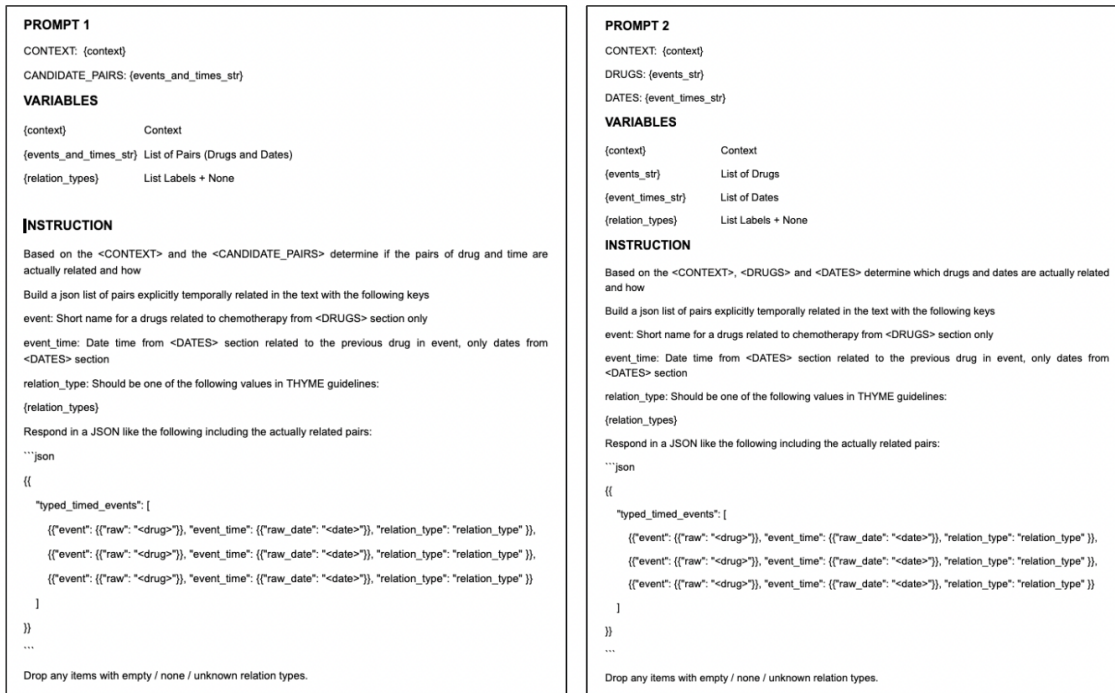 PROMPT 1
CONTEXT: {context}
CANDIDATE_PAIRS: {events_and_times_str}
VARIABLES
{context} Context
{events_and_times_str} List of Pairs (Drugs and Dates)
{relation_types} List Labels + None
INSTRUCTION
Based on the <CONTEXT> and the <CANDIDATE_PAIRS> determine if the pairs of drug and time are
actually related and how
Build a json list of pairs explicitly temporally related in the text with the following keys
event: Short name for a drugs related to chemotherapy from <DRUGS> section only
event_time: Date time from <DATES> section related to the previous drug in event, only dates from
<DATES> section
relation_type: Should be one of the following values in THYME guidelines:
{relation_types}
Respond in a JSON like the following including the actually related pairs:
```json
{{
"typed_timed_events": [
{{"event": {{"raw": "<drug>"}}, "event_time": {{"raw_date": "<date>"}}, "relation_type": "relation_type" }},
{{"event": {{"raw": "<drug>"}}, "event_time": {{"raw_date": "<date>"}}, "relation_type": "relation_type" }},
{{"event": {{"raw": "<drug>"}}, "event_time": {{"raw_date": "<date>"}}, "relation_type": "relation_type" }}
]
}}
```
Drop any items with empty / none / unknown relation types.
PROMPT 2
CONTEXT: {context}
DRUGS: {events_str}
DATES: {event_times_str}
VARIABLES
{context} Context
{events_str} List of Drugs
{event_times_str} List of Dates
{relation_types} List Labels + None
INSTRUCTION
Based on the <CONTEXT>, <DRUGS> and <DATES> determine which drugs and dates are actually related
and how
Build a json list of pairs explicitly temporally related in the text with the following keys
event: Short name for a drugs related to chemotherapy from <DRUGS> section only
event_time: Date time from <DATES> section related to the previous drug in event, only dates from
<DATES> section
relation_type: Should be one of the following values in THYME guidelines:
{relation_types}
Respond in a JSON like the following including the actually related pairs:
```json
{{
"typed_timed_events": [
{{"event": {{"raw": "<drug>"}}, "event_time": {{"raw_date": "<date>"}}, "relation_type": "relation_type" }},
{{"event": {{"raw": "<drug>"}}, "event_time": {{"raw_date": "<date>"}}, "relation_type": "relation_type" }},
{{"event": {{"raw": "<drug>"}}, "event_time": {{"raw_date": "<date>"}}, "relation_type": "relation_type" }}
]
}}
```
Drop any items with empty / none / unknown relation types.